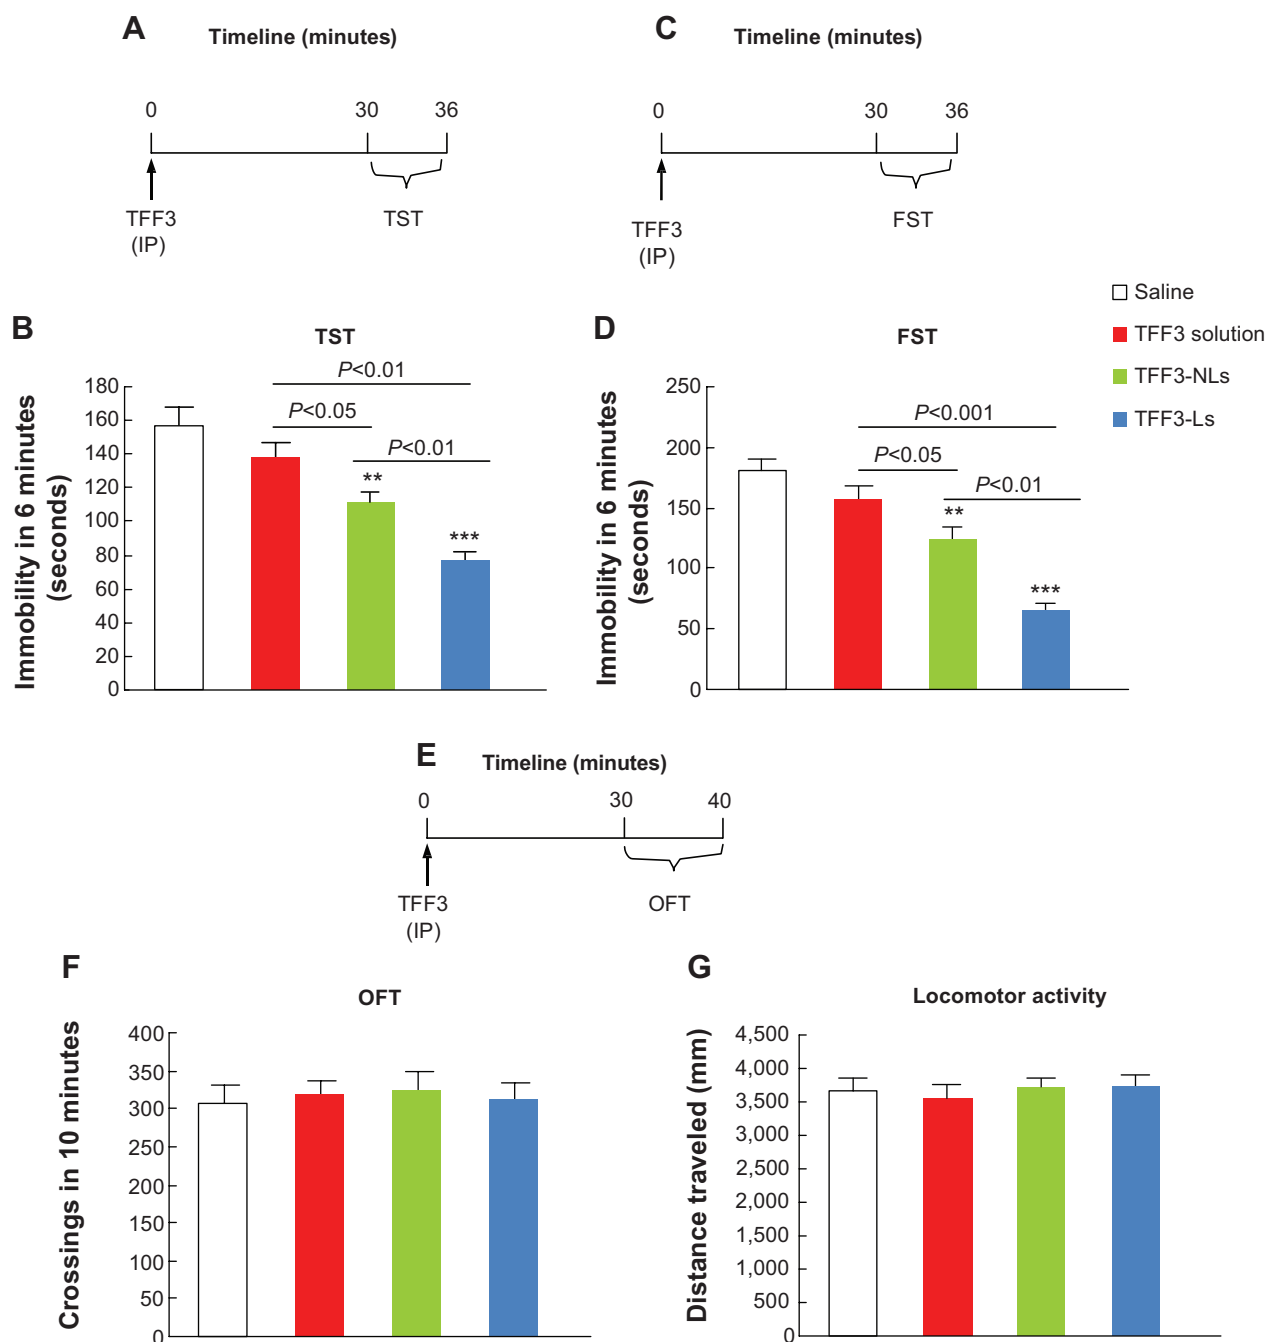 A
Timeline (minutes)
0 30 36
TFF3
(IP)
TST
C
Timeline (minutes)
0 30 36
TFF3
(IP)
FST
Saline
TFF3 solution
TFF3-NLs
TFF3-Ls
B
TST
Immobility in 6 minutes
(seconds)
180
160
140
120
100
80
60
40
20
0
P<0.01
P<0.05
P<0.01
**
***
D
FST
Immobility in 6 minutes
(seconds)
250
200
150
100
50
0
P<0.001
P<0.05
P<0.01
**
***
E
Timeline (minutes)
0 30 40
TFF3
(IP)
OFT
F
OFT
Crossings in 10 minutes
400
350
300
250
200
150
100
50
0
G
Locomotor activity
Distance traveled (mm)
4,500
4,000
3,500
3,000
2,500
2,000
1,500
1,000
500
0